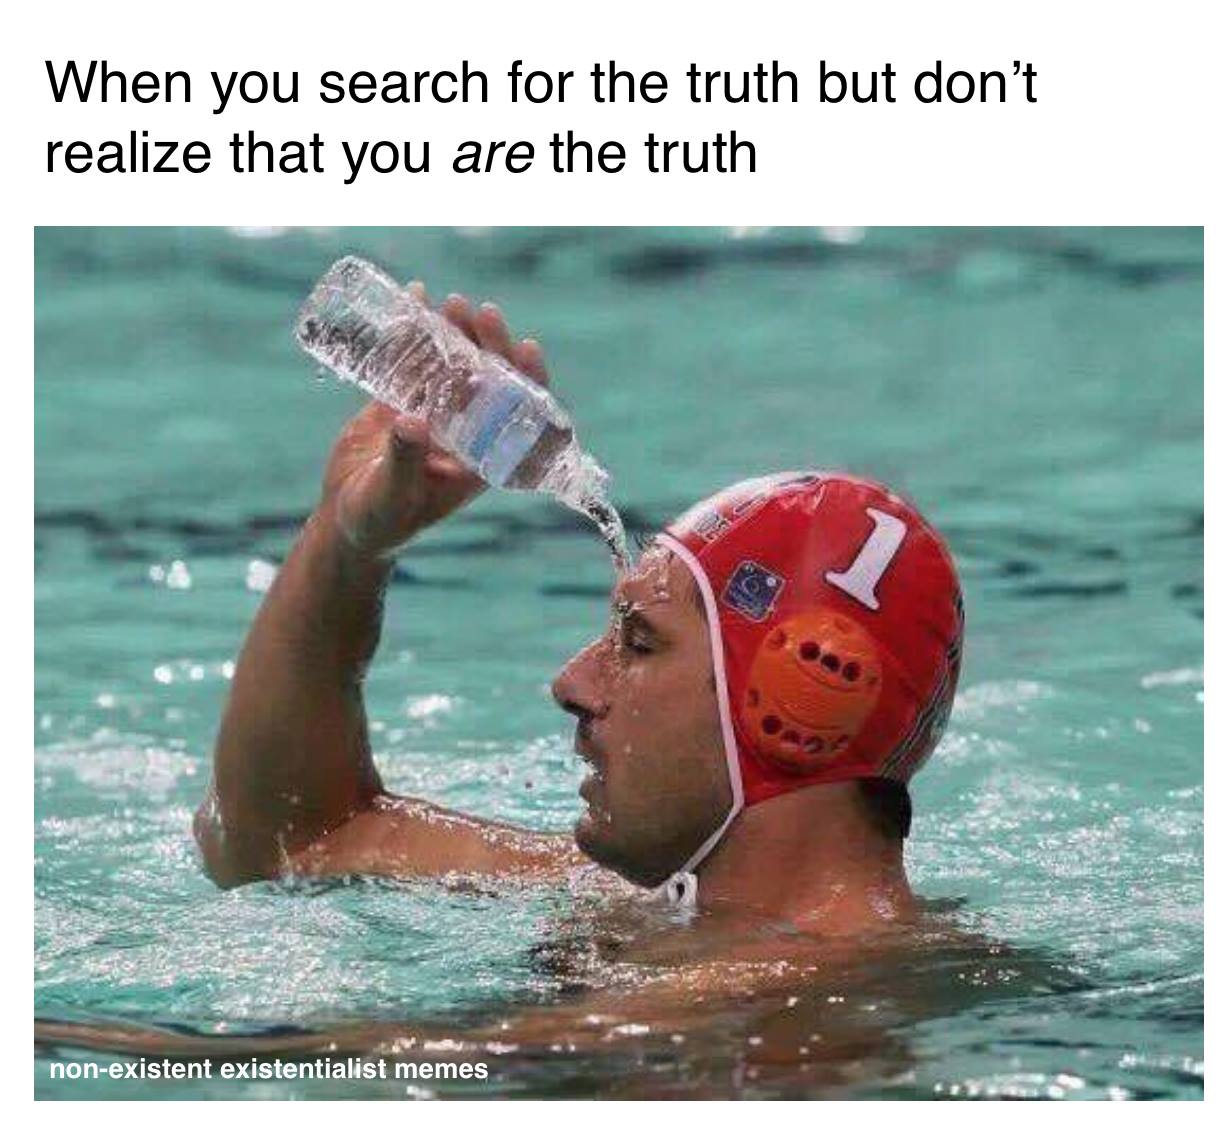 When you search for the truth but don’t
realize that you are the truth
1
non-existent existentialist memes